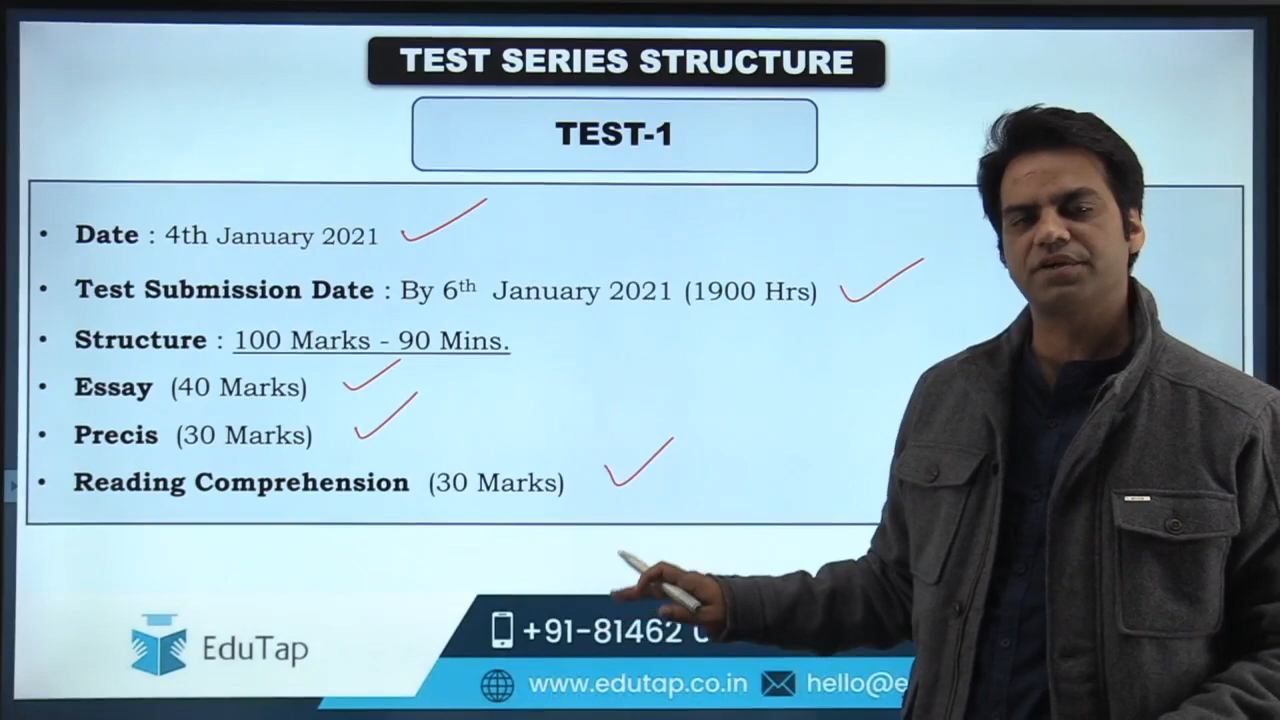 TEST SERIES STRUCTURE
TEST-1
• Date : 4th January 2021
• Test Submission Date : By 6th January 2021 (1900 Hrs)
• Structure : 100 Marks - 90 Mins.
• Essay (40 Marks)
• Precis (30 Marks)
• Reading Comprehension (30 Marks)
EduTap
+91-81462
www.edutap.co.in hello@e